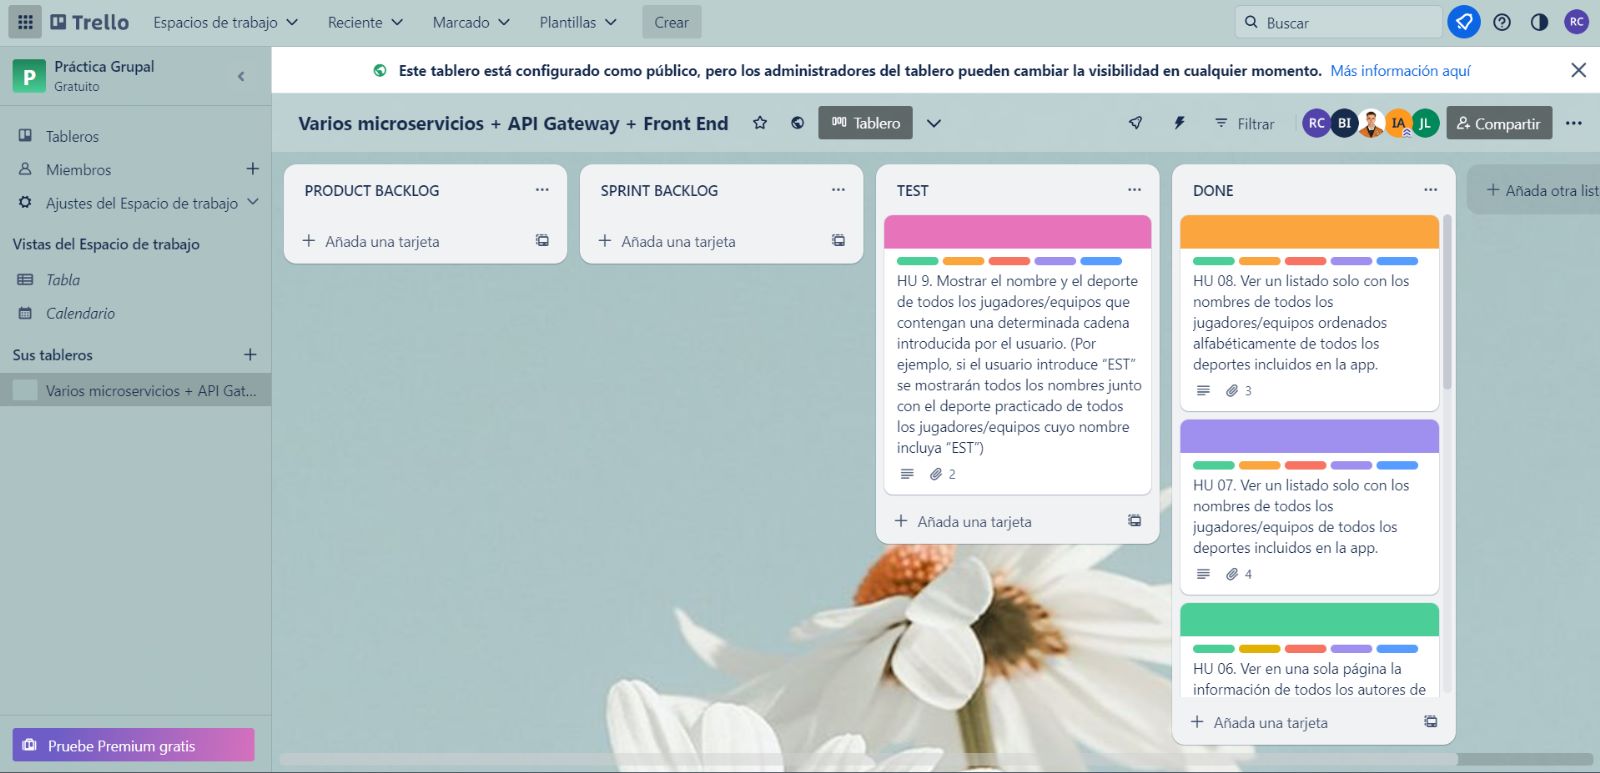 Trello
Espacios de trabajo
Reciente
Marcado
Plantillas
Crear
Buscar
RC
P
Práctica Grupal
Gratuito
Este tablero está configurado como público, pero los administradores del tablero pueden cambiar la visibilidad en cualquier momento. Más información aquí
Tableros
Miembros
Ajustes del Espacio de trabajo
Vistas del Espacio de trabajo
Tabla
Calendario
Sus tableros
Varios microservicios + API Gat...
Pruebe Premium gratis
Varios microservicios + API Gateway + Front End
Tablero
Filtrar
RC
BI
IA
JL
Compartir
PRODUCT BACKLOG
Añada una tarjeta
SPRINT BACKLOG
Añada una tarjeta
TEST
HU 9. Mostrar el nombre y el deporte
de todos los jugadores/equipos que
contengan una determinada cadena
introducida por el usuario. (Por
ejemplo, si el usuario introduce “EST”
se mostrarán todos los nombres junto
con el deporte practicado de todos
los jugadores/equipos cuyo nombre
incluya “EST”)
2
Añada una tarjeta
DONE
HU 08. Ver un listado solo con los
nombres de todos los
jugadores/equipos ordenados
alfabéticamente de todos los
deportes incluidos en la app.
3
HU 07. Ver un listado solo con los
nombres de todos los
jugadores/equipos de todos los
deportes incluidos en la app.
4
HU 06. Ver en una sola página la
información de todos los autores de
Añada una tarjeta
Añada otra list